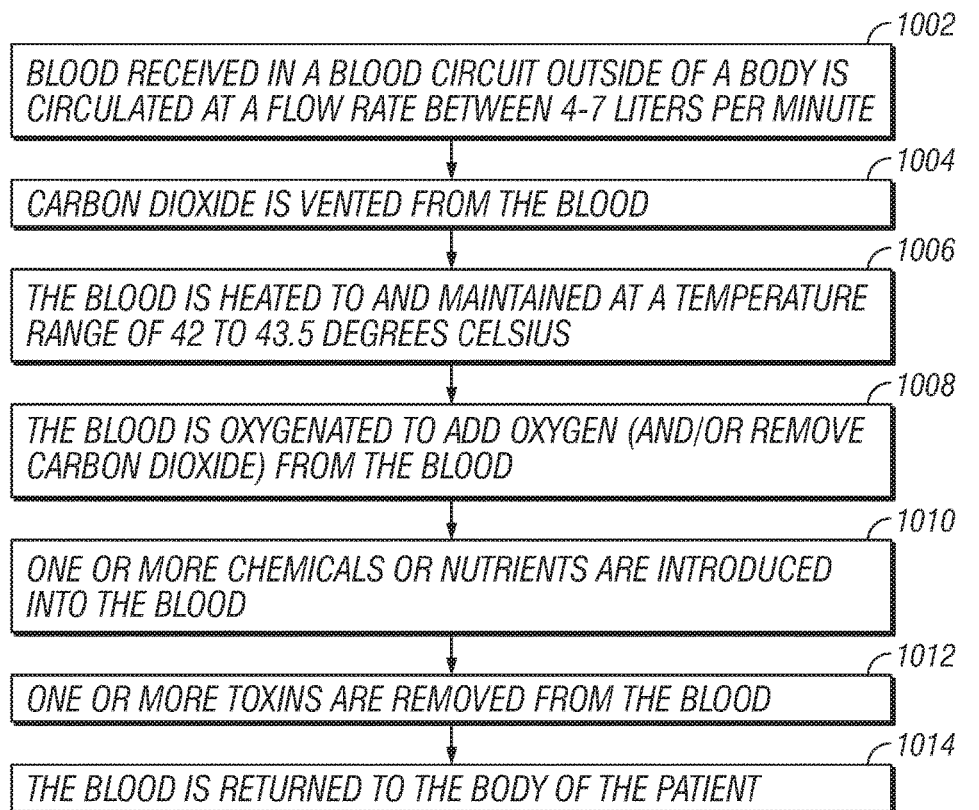 1002
BLOOD RECEIVED IN A BLOOD CIRCUIT OUTSIDE OF A BODY IS
CIRCULATED AT A FLOW RATE BETWEEN 4-7 LITERS PER MINUTE
1004
CARBON DIOXIDE IS VENTED FROM THE BLOOD
1006
THE BLOOD IS HEATED TO AND MAINTAINED AT A TEMPERATURE
RANGE OF 42 TO 43.5 DEGREES CELSIUS
1008
THE BLOOD IS OXYGENATED TO ADD OXYGEN (AND/OR REMOVE
CARBON DIOXIDE) FROM THE BLOOD
1010
ONE OR MORE CHEMICALS OR NUTRIENTS ARE INTRODUCED
INTO THE BLOOD
1012
ONE OR MORE TOXINS ARE REMOVED FROM THE BLOOD
1014
THE BLOOD IS RETURNED TO THE BODY OF THE PATIENT